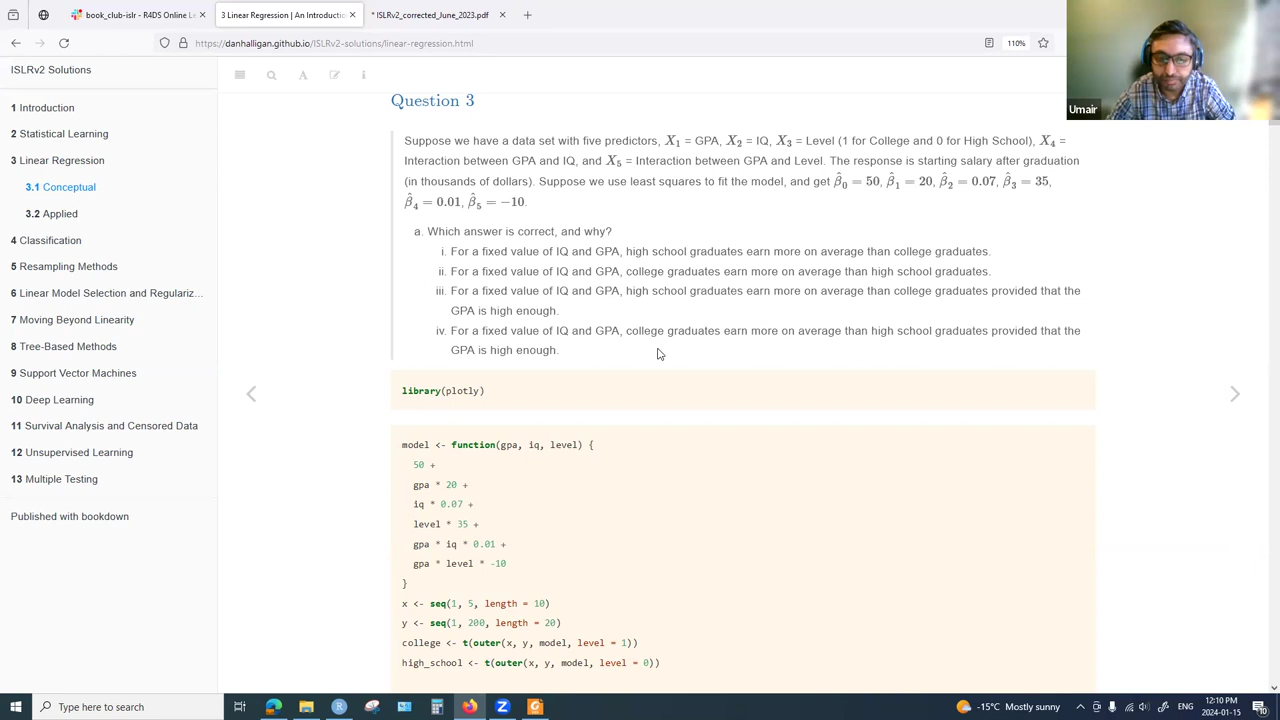 book_club-islr - R4DS Online Le
3 Linear Regression | An Introductio
* ISLRv2_corrected_June_2023.pdf
https://danhalligan.github.io/ISLRv2-solutions/linear-regression.html
110%
Umair
ISLRv2 Solutions
1 Introduction
2 Statistical Learning
3 Linear Regression
3.1 Conceptual
3.2 Applied
4 Classification
5 Resampling Methods
6 Linear Model Selection and Regulariz…
7 Moving Beyond Linearity
8 Tree-Based Methods
9 Support Vector Machines
10 Deep Learning
11 Survival Analysis and Censored Data
12 Unsupervised Learning
13 Multiple Testing
Published with bookdown
Question 3
Suppose we have a data set with five predictors, X₁ = GPA, X₂ = IQ, X₃ = Level (1 for College and 0 for High School), X₄ =
Interaction between GPA and IQ, and X₅ = Interaction between GPA and Level. The response is starting salary after graduation
(in thousands of dollars). Suppose we use least squares to fit the model, and get β̂₀ = 50, β̂₁ = 20, β̂₂ = 0.07, β̂₃ = 35,
β̂₄ = 0.01, β̂₅ = −10.
a. Which answer is correct, and why?
i. For a fixed value of IQ and GPA, high school graduates earn more on average than college graduates.
ii. For a fixed value of IQ and GPA, college graduates earn more on average than high school graduates.
iii. For a fixed value of IQ and GPA, high school graduates earn more on average than college graduates provided that the
GPA is high enough.
iv. For a fixed value of IQ and GPA, college graduates earn more on average than high school graduates provided that the
GPA is high enough.
library(plotly)
model <- function(gpa, iq, level) {
50 +
gpa * 20 +
iq * 0.07 +
level * 35 +
gpa * iq * 0.01 +
gpa * level * -10
}
x <- seq(1, 5, length = 10)
y <- seq(1, 200, length = 20)
college <- t(outer(x, y, model, level = 1))
high_school <- t(outer(x, y, model, level = 0))
Type here to search
-15°C Mostly sunny
ENG
12:10 PM
2024-01-15
10